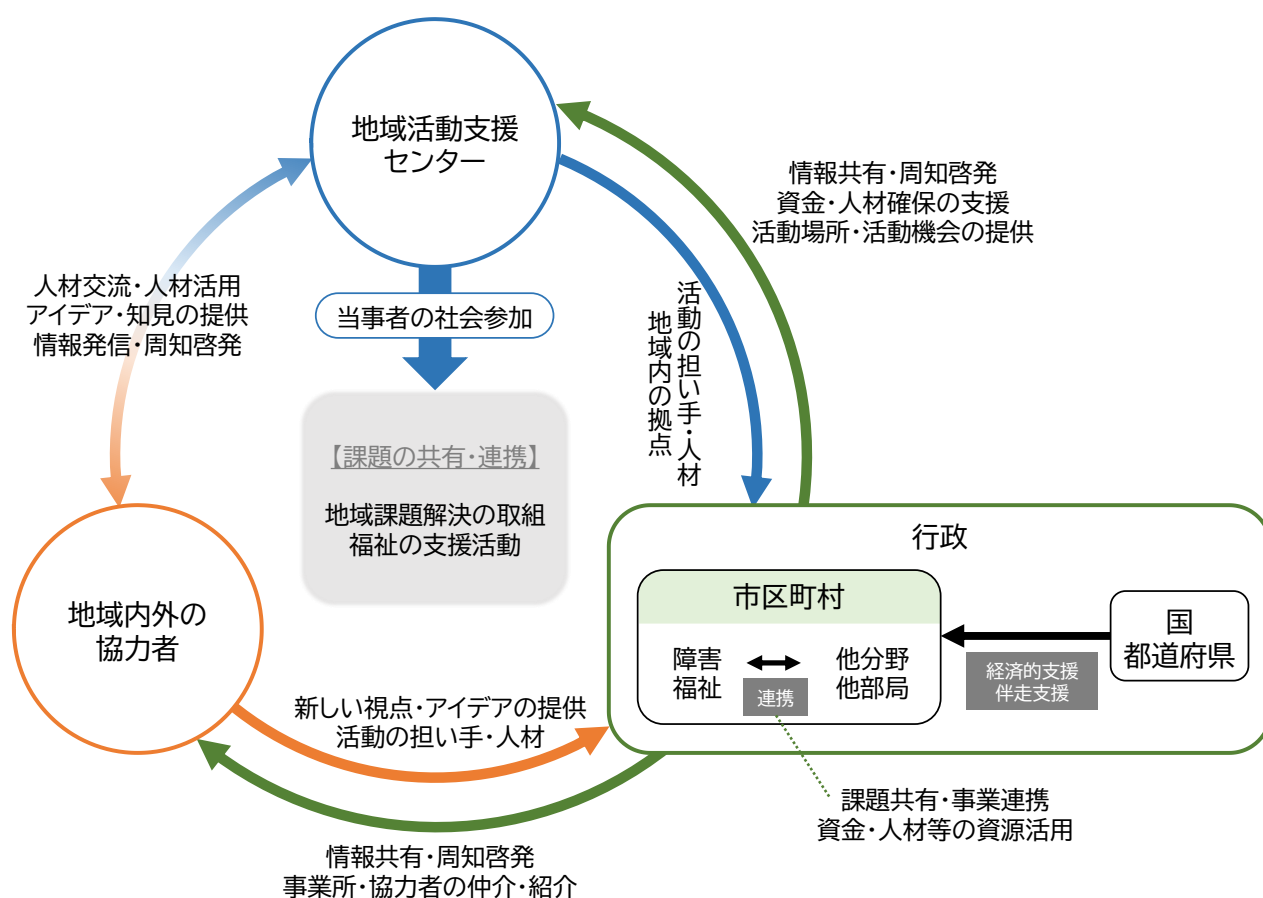 地域活動支援
センター
情報共有・周知啓発
資金・人材確保の支援
活動場所・活動機会の提供
人材交流・人材活用
アイデア・知見の提供
情報発信・周知啓発
当事者の社会参加
活動の担い手・人材
地域内の拠点
【課題の共有・連携】
地域課題解決の取組
福祉の支援活動
行政
市区町村
障害
福祉
連携
他分野
他部局
国
都道府県
経済的支援
伴走支援
地域内外の
協力者
新しい視点・アイデアの提供
活動の担い手・人材
課題共有・事業連携
資金・人材等の資源活用
情報共有・周知啓発
事業所・協力者の仲介・紹介